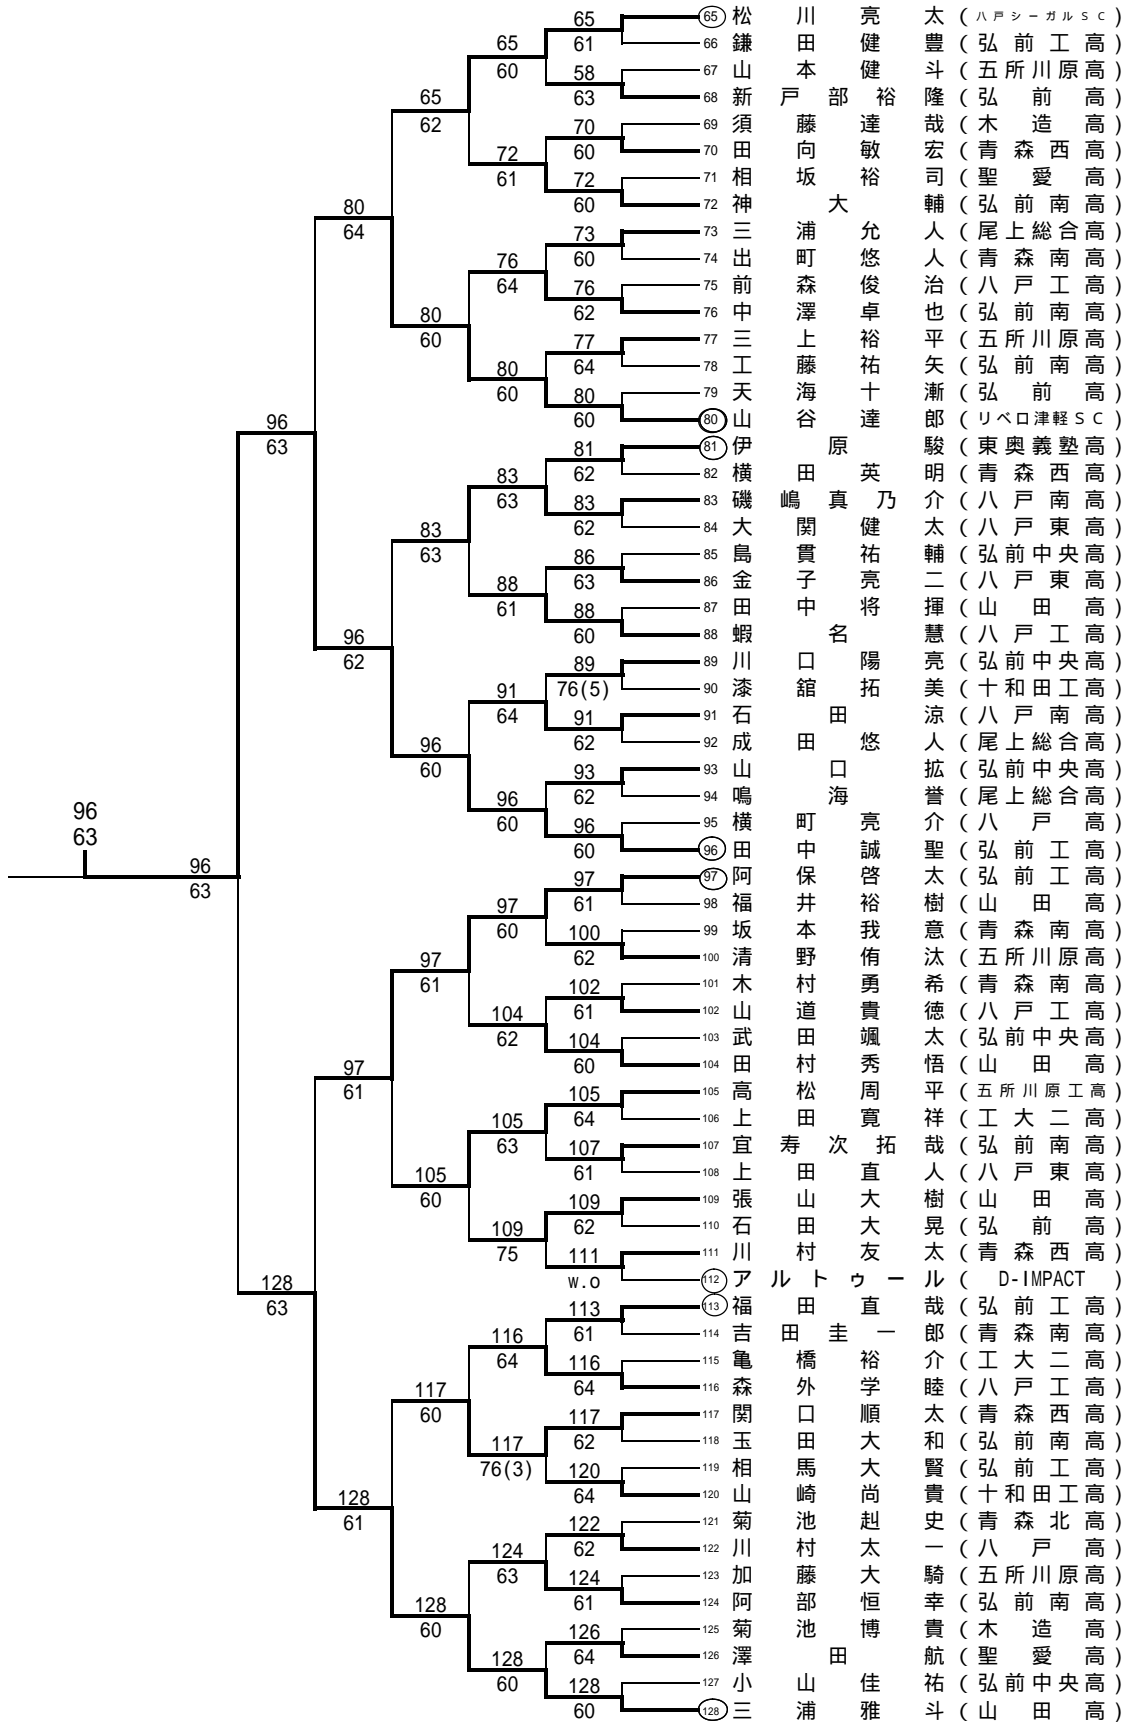 65 松川亮太 (八戸シーガルSC)
66 鎌田健豊 (弘前工高)
67 山本健斗 (五所川原高)
68 新戸部裕隆 (弘前高)
69 須藤達哉 (木造高)
70 田向敏宏 (青森西高)
71 相坂裕司 (聖愛高)
72 神大輔 (弘前南高)
73 三浦允人 (尾上総合高)
74 出町悠人 (青森南高)
75 前森俊治 (八戸工高)
76 中澤卓也 (弘前南高)
77 三上裕平 (五所川原高)
78 工藤祐矢 (弘前南高)
79 天海十漸 (弘前高)
80 山谷達郎 (リベロ津軽SC)
81 伊原駿 (東奥義塾高)
82 横田英明 (青森西高)
83 磯嶋真乃介 (八戸南高)
84 大関健太 (八戸東高)
85 島貫祐輔 (弘前中央高)
86 金子亮二 (八戸東高)
87 田中将揮 (山田高)
88 蝦名慧 (八戸工高)
89 川口陽亮 (弘前中央高)
90 漆舘拓美 (十和田工高)
91 石田涼 (八戸南高)
92 成田悠人 (尾上総合高)
93 山口拡 (弘前中央高)
94 鳴海誉 (尾上総合高)
95 横町亮介 (八戸高)
96 田中誠聖 (弘前工高)
97 阿保啓太 (弘前工高)
98 福井裕樹 (山田高)
99 坂本我意 (青森南高)
100 清野侑汰 (五所川原高)
101 木村勇希 (青森南高)
102 山道貴徳 (八戸工高)
103 武田颯太 (弘前中央高)
104 田村秀悟 (山田高)
105 高松周平 (五所川原工高)
106 上田寛祥 (工大二高)
107 宜寿次拓哉 (弘前南高)
108 上田直人 (八戸東高)
109 張山大樹 (山田高)
110 石田大晃 (弘前高)
111 川村友太 (青森西高)
112 アルトゥール (D-IMPACT)
113 福田直哉 (弘前工高)
114 吉田圭一郎 (青森南高)
115 亀橋裕介 (工大二高)
116 森外学睦 (八戸工高)
117 関口順太 (青森西高)
118 玉田大和 (弘前南高)
119 相馬大賢 (弘前工高)
120 山崎尚貴 (十和田工高)
121 菊池赳史 (青森北高)
122 川村太一 (八戸高)
123 加藤大騎 (五所川原高)
124 阿部恒幸 (弘前南高)
125 菊池博貴 (木造高)
126 澤田航 (聖愛高)
127 小山佳祐 (弘前中央高)
128 三浦雅斗 (山田高)
65
61
58
63
70
60
72
60
73
60
76
62
77
64
80
60
81
62
83
62
86
63
88
60
89
76(5)
91
62
93
62
96
60
97
61
100
62
102
61
104
60
105
64
107
61
109
62
111
w.o
113
61
116
64
117
62
120
64
122
62
124
61
126
64
128
60
65
60
72
61
76
64
80
60
83
63
88
61
91
64
96
60
97
60
104
62
105
63
109
75
116
64
117
76(3)
124
63
128
60
65
62
80
60
83
63
96
60
97
61
105
60
117
60
128
60
80
64
96
62
97
61
128
61
96
63
128
63
96
63
96
63